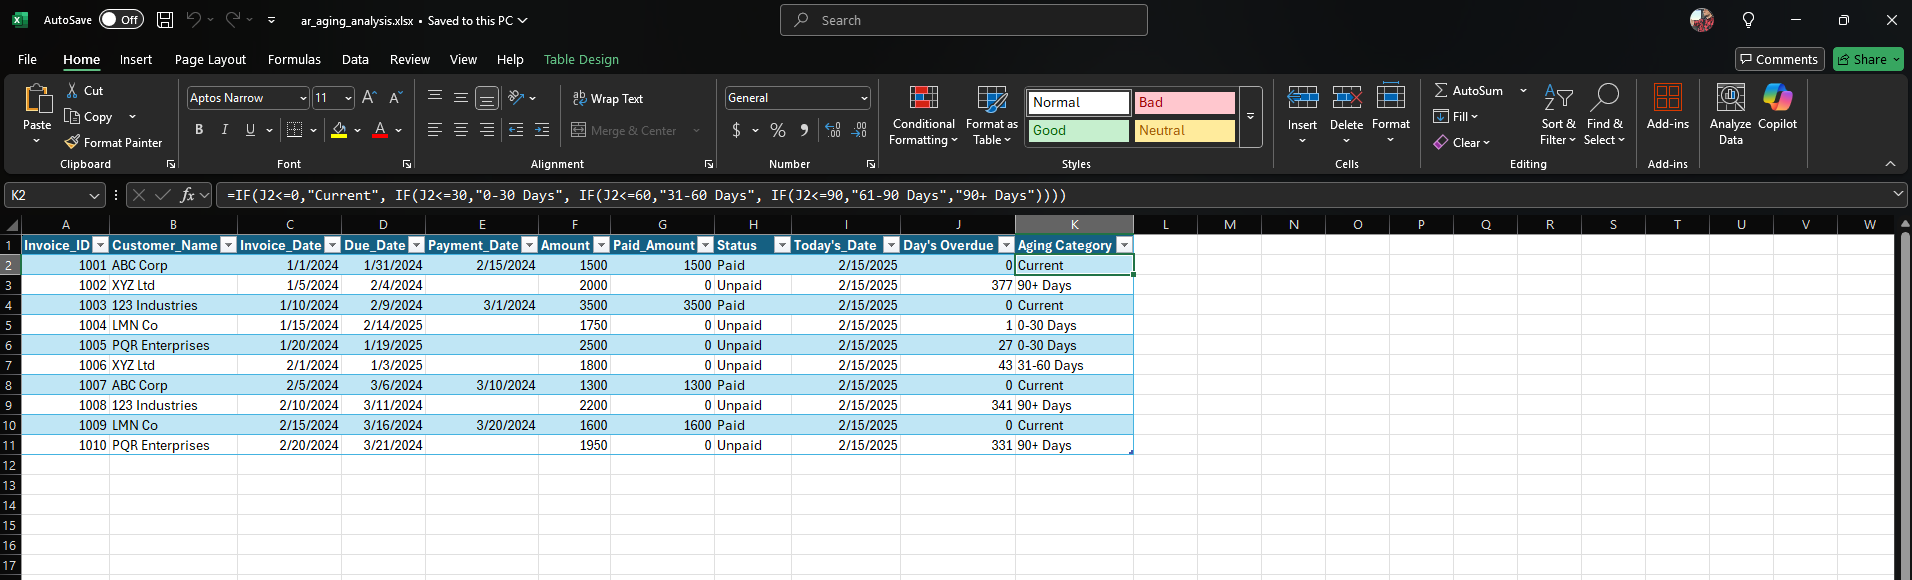 AutoSave Off ar_aging_analysis.xlsx • Saved to this PC Search
File Home Insert Page Layout Formulas Data Review View Help Table Design Comments Share
Paste Cut Copy Format Painter Clipboard
Aptos Narrow 11 A^ A˅ B I U A Font
ab Wrap Text Merge & Center Alignment
General $ % , .00 .00 Number
Conditional Formatting Format as Table Normal Bad Good Neutral Styles
Insert Delete Format Cells
AutoSum Fill Clear Sort & Filter Find & Select Editing
Add-ins Add-ins
Analyze Data Copilot
K2 fx =IF(J2<=0,"Current", IF(J2<=30,"0-30 Days", IF(J2<=60,"31-60 Days", IF(J2<=90,"61-90 Days","90+ Days"))))
A B C D E F G H I J K L M N O P Q R S T U V W
1 Invoice_ID Customer_Name Invoice_Date Due_Date Payment_Date Amount Paid_Amount Status Today's_Date Day's Overdue Aging Category
2 1001 ABC Corp 1/1/2024 1/31/2024 2/15/2024 1500 1500 Paid 2/15/2025 0 Current
3 1002 XYZ Ltd 1/5/2024 2/4/2024 2000 0 Unpaid 2/15/2025 377 90+ Days
4 1003 123 Industries 1/10/2024 2/9/2024 3/1/2024 3500 3500 Paid 2/15/2025 0 Current
5 1004 LMN Co 1/15/2024 2/14/2025 1750 0 Unpaid 2/15/2025 1 0-30 Days
6 1005 PQR Enterprises 1/20/2024 1/19/2025 2500 0 Unpaid 2/15/2025 27 0-30 Days
7 1006 XYZ Ltd 2/1/2024 1/3/2025 1800 0 Unpaid 2/15/2025 43 31-60 Days
8 1007 ABC Corp 2/5/2024 3/6/2024 3/10/2024 1300 1300 Paid 2/15/2025 0 Current
9 1008 123 Industries 2/10/2024 3/11/2024 2200 0 Unpaid 2/15/2025 341 90+ Days
10 1009 LMN Co 2/15/2024 3/16/2024 3/20/2024 1600 1600 Paid 2/15/2025 0 Current
11 1010 PQR Enterprises 2/20/2024 3/21/2024 1950 0 Unpaid 2/15/2025 331 90+ Days
12
13
14
15
16
17